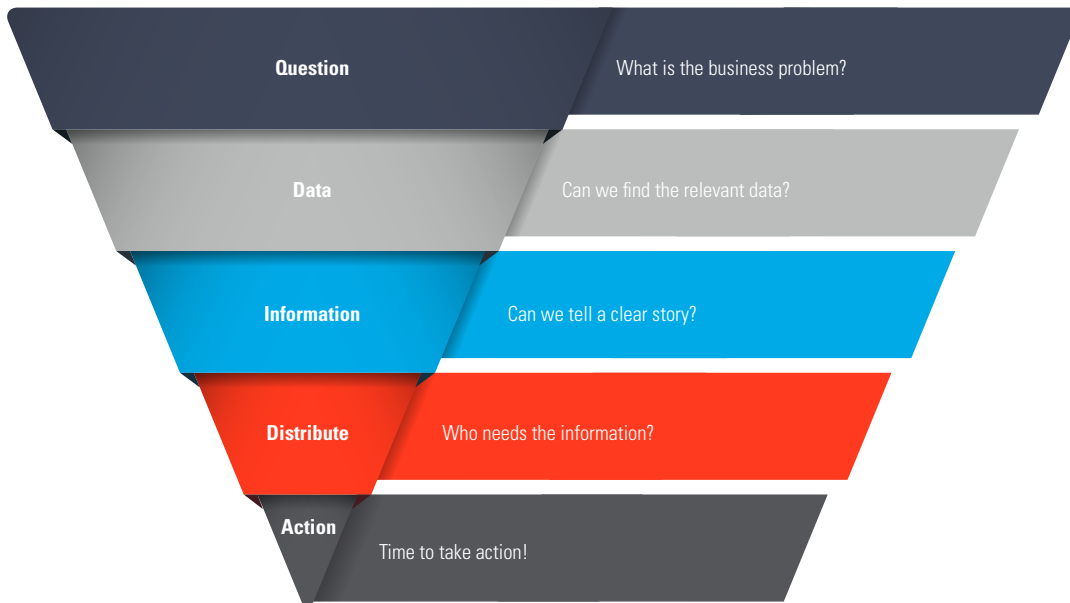 Question
What is the business problem?
Data
Can we find the relevant data?
Information
Can we tell a clear story?
Distribute
Who needs the information?
Action
Time to take action!